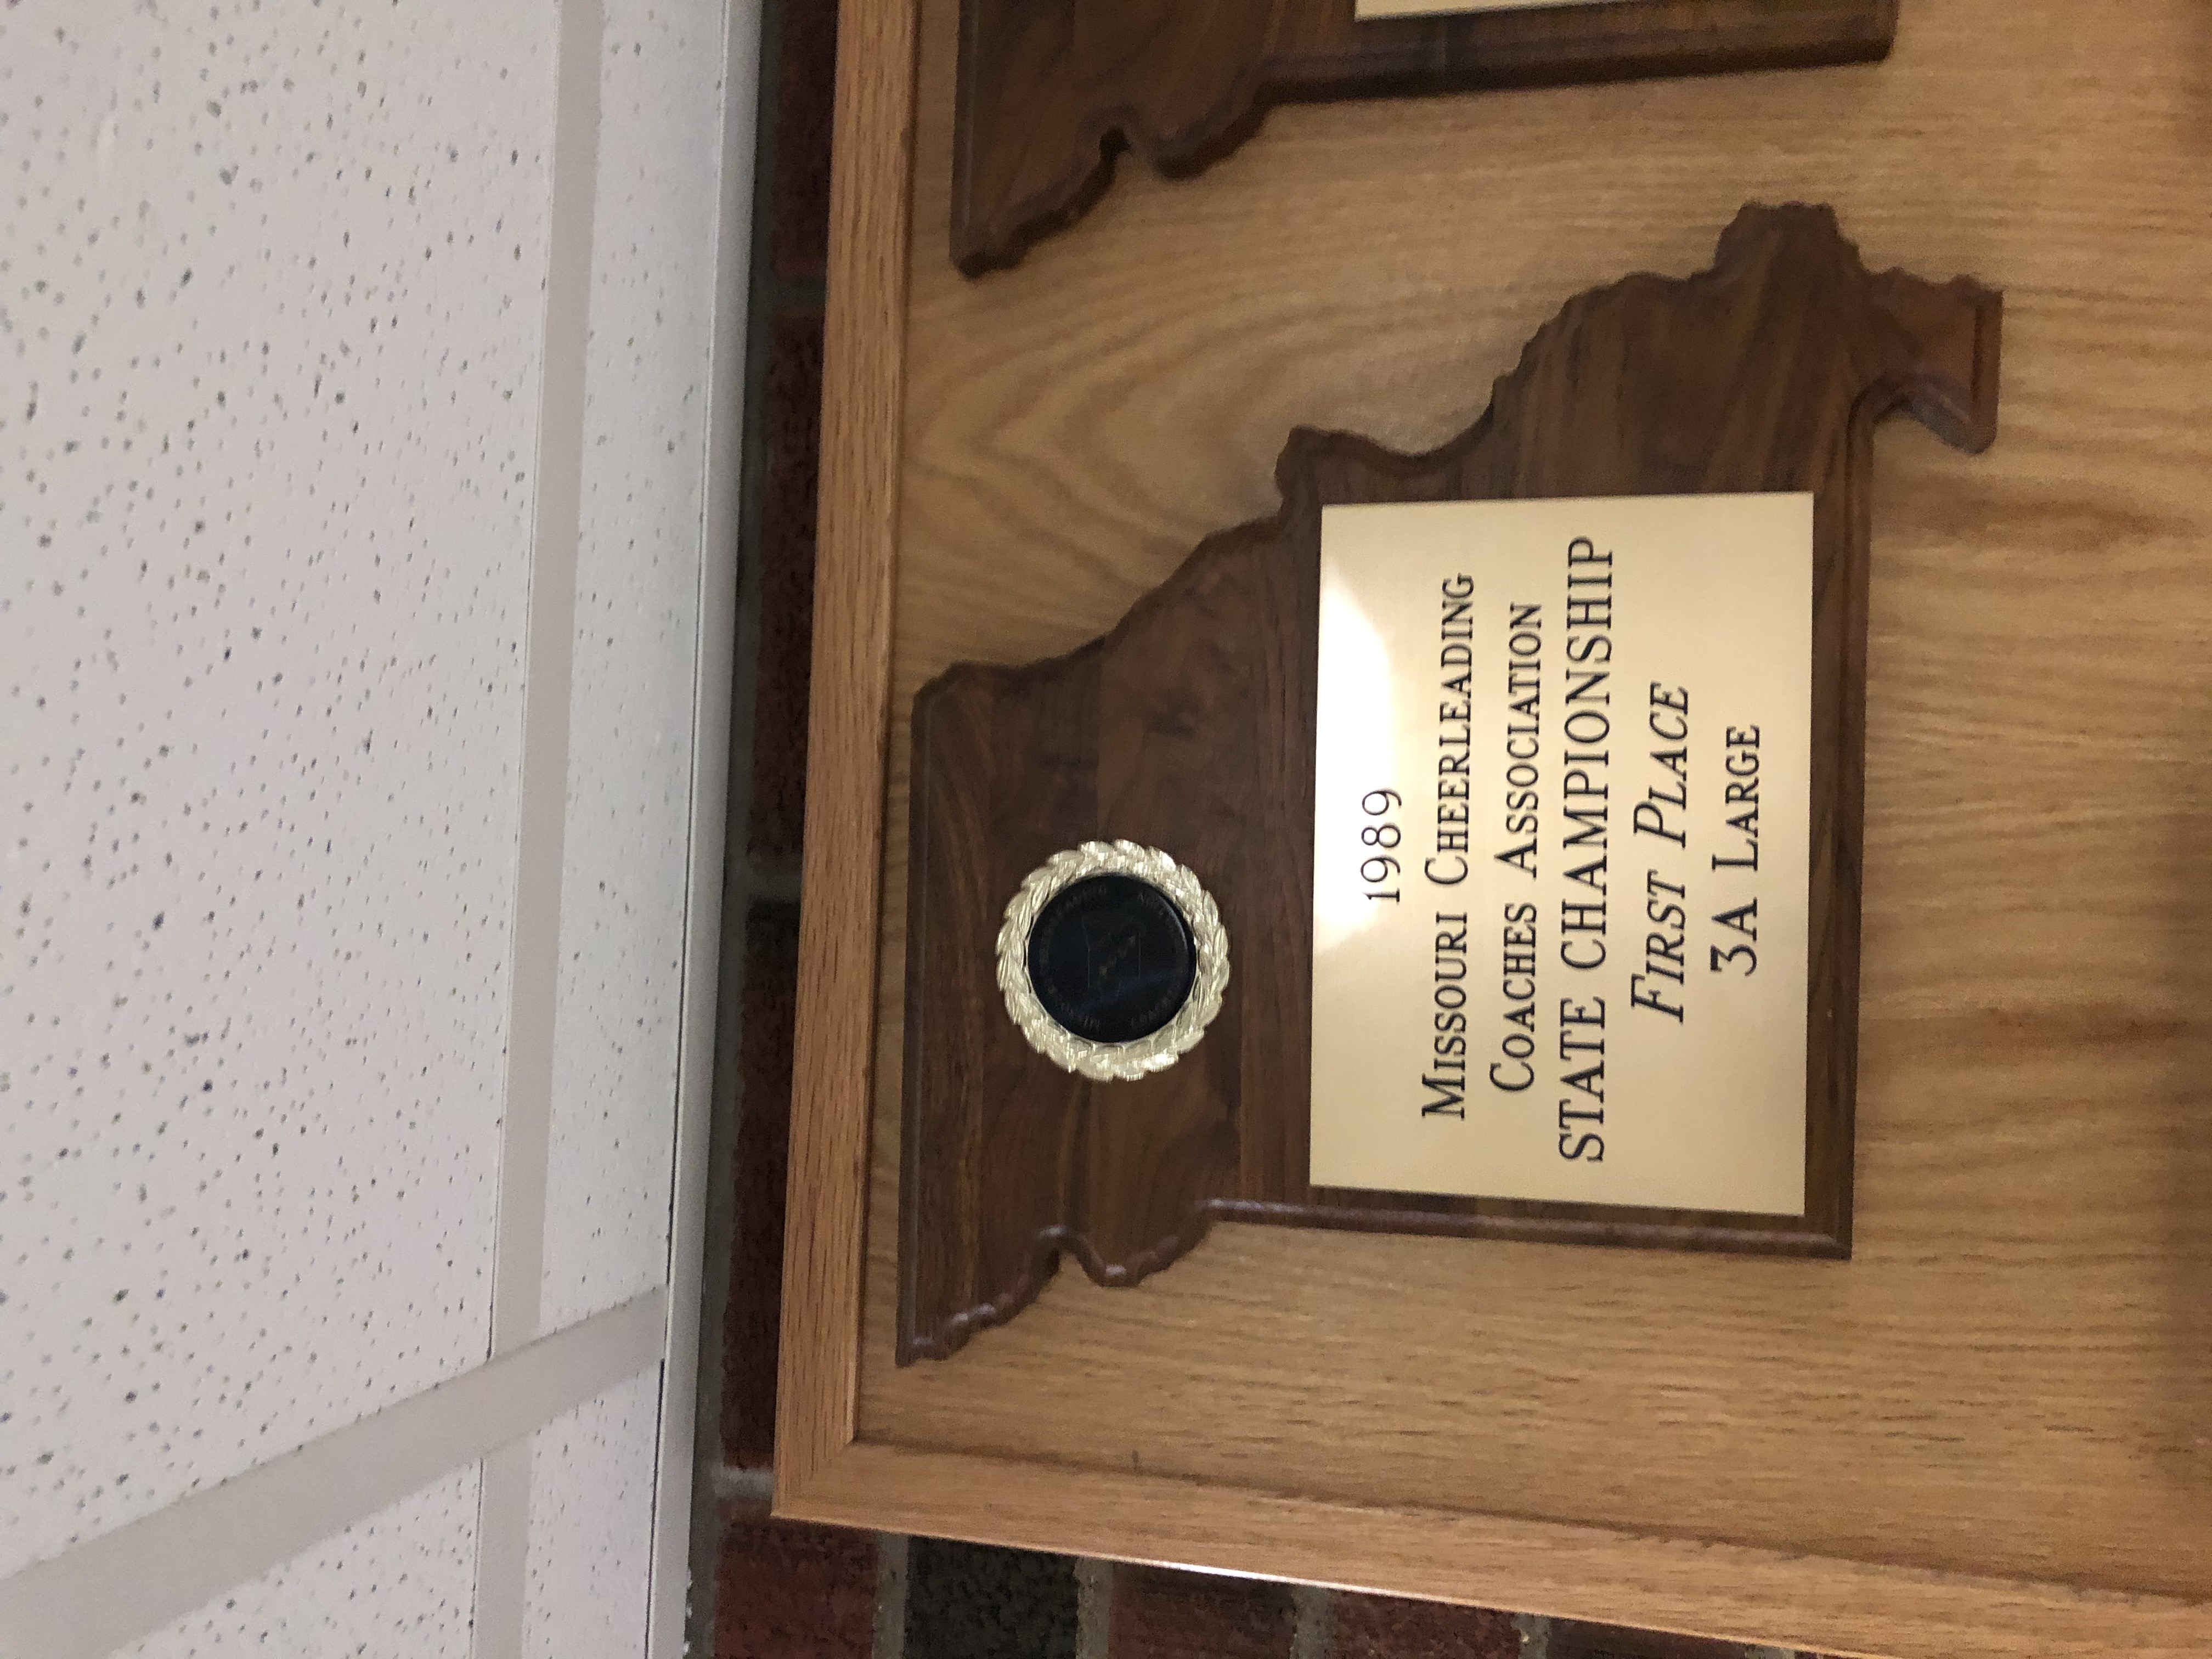 1989
MISSOURI CHEERLEADING
COACHES ASSOCIATION
STATE CHAMPIONSHIP
FIRST PLACE
3A LARGE